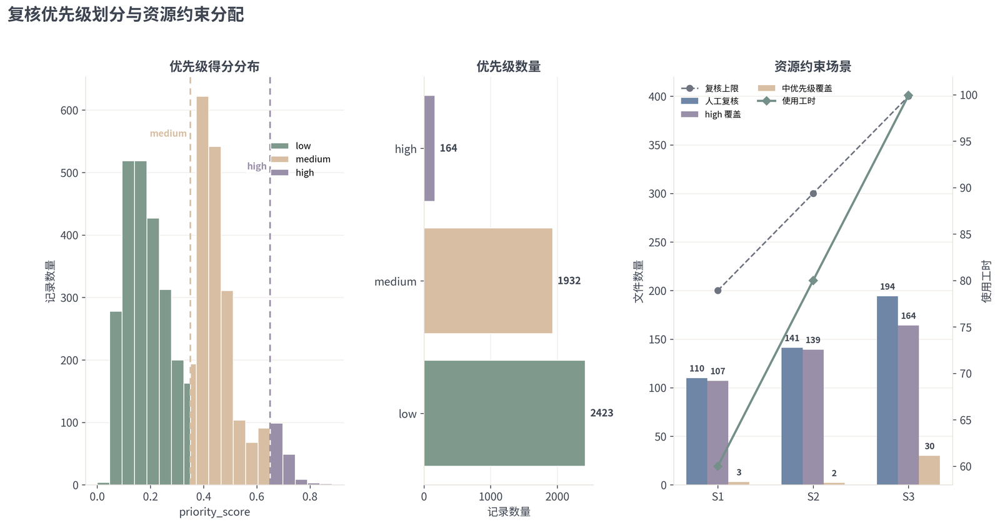 复核优先级划分与资源约束分配
优先级得分分布
记录数量
600
500
400
300
200
100
0
medium
high
low
medium
high
0.0 0.2 0.4 0.6 0.8
priority_score
优先级数量
high
medium
low
164
1932
2423
0 1000 2000
记录数量
资源约束场景
复核上限
人工复核
high 覆盖
中优先级覆盖
使用工时
文件数量
400
350
300
250
200
150
100
50
0
110 107 3
141 139 2
194 164 30
S1 S2 S3
100
95
90
85
80
75
70
65
60
使用工时